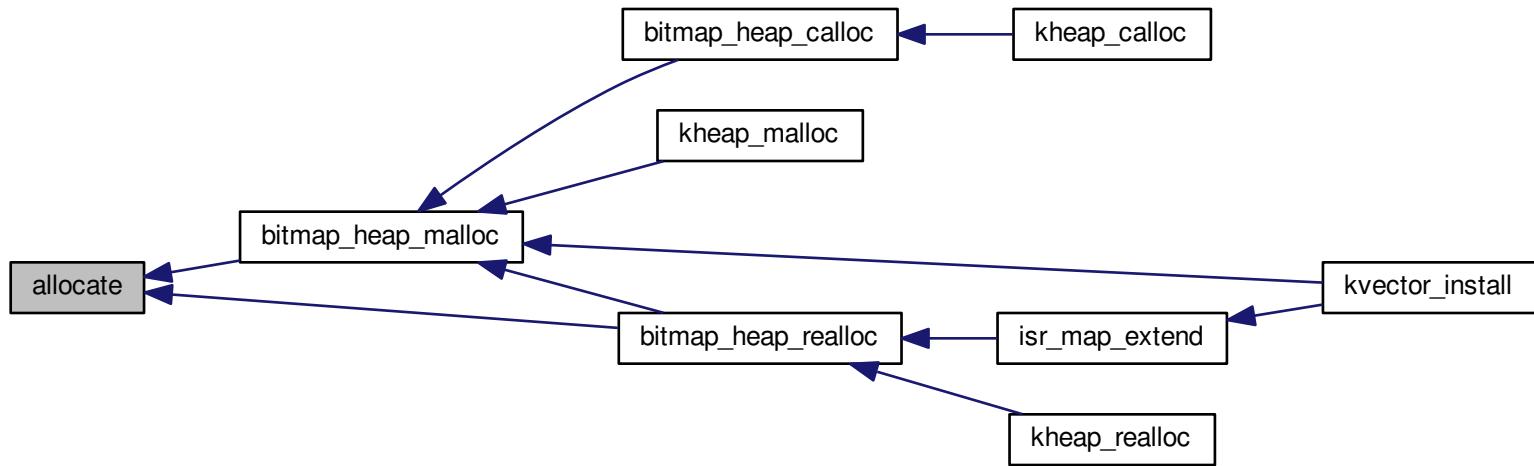 bitmap_heap_calloc
kheap_calloc
kheap_malloc
bitmap_heap_malloc
allocate
kvector_install
bitmap_heap_realloc
isr_map_extend
kheap_realloc